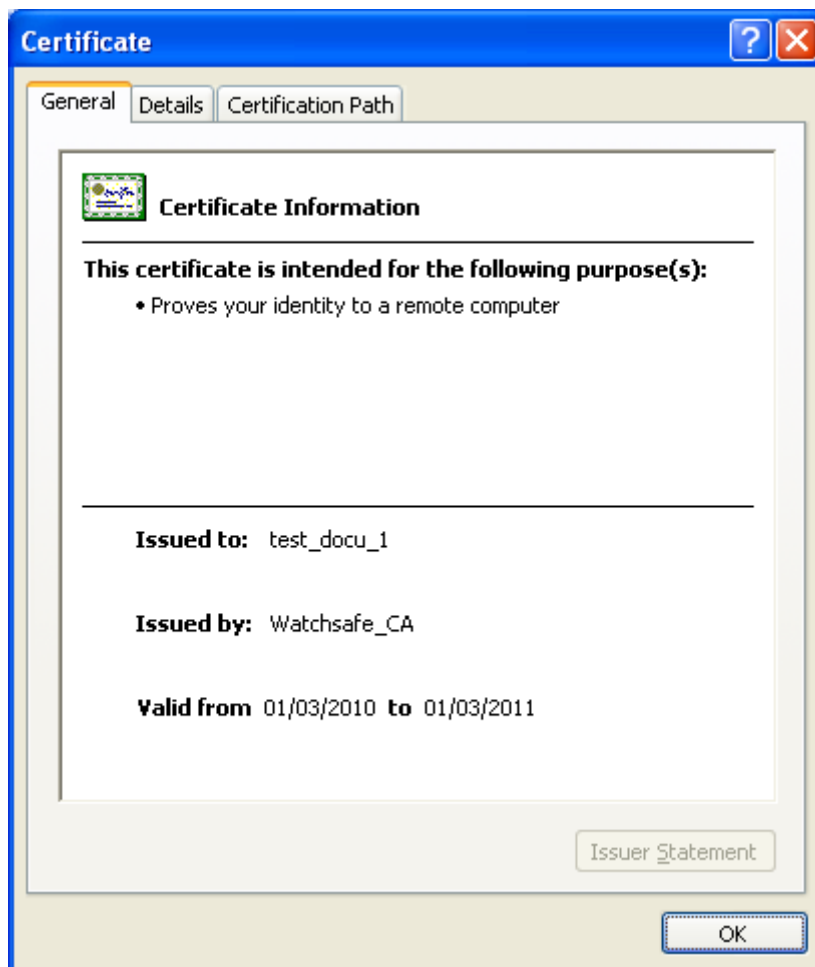 Certificate
General Details Certification Path
Certificate Information
This certificate is intended for the following purpose(s):
• Proves your identity to a remote computer
Issued to: test_docu_1
Issued by: Watchsafe_CA
Valid from 01/03/2010 to 01/03/2011
Issuer Statement
OK